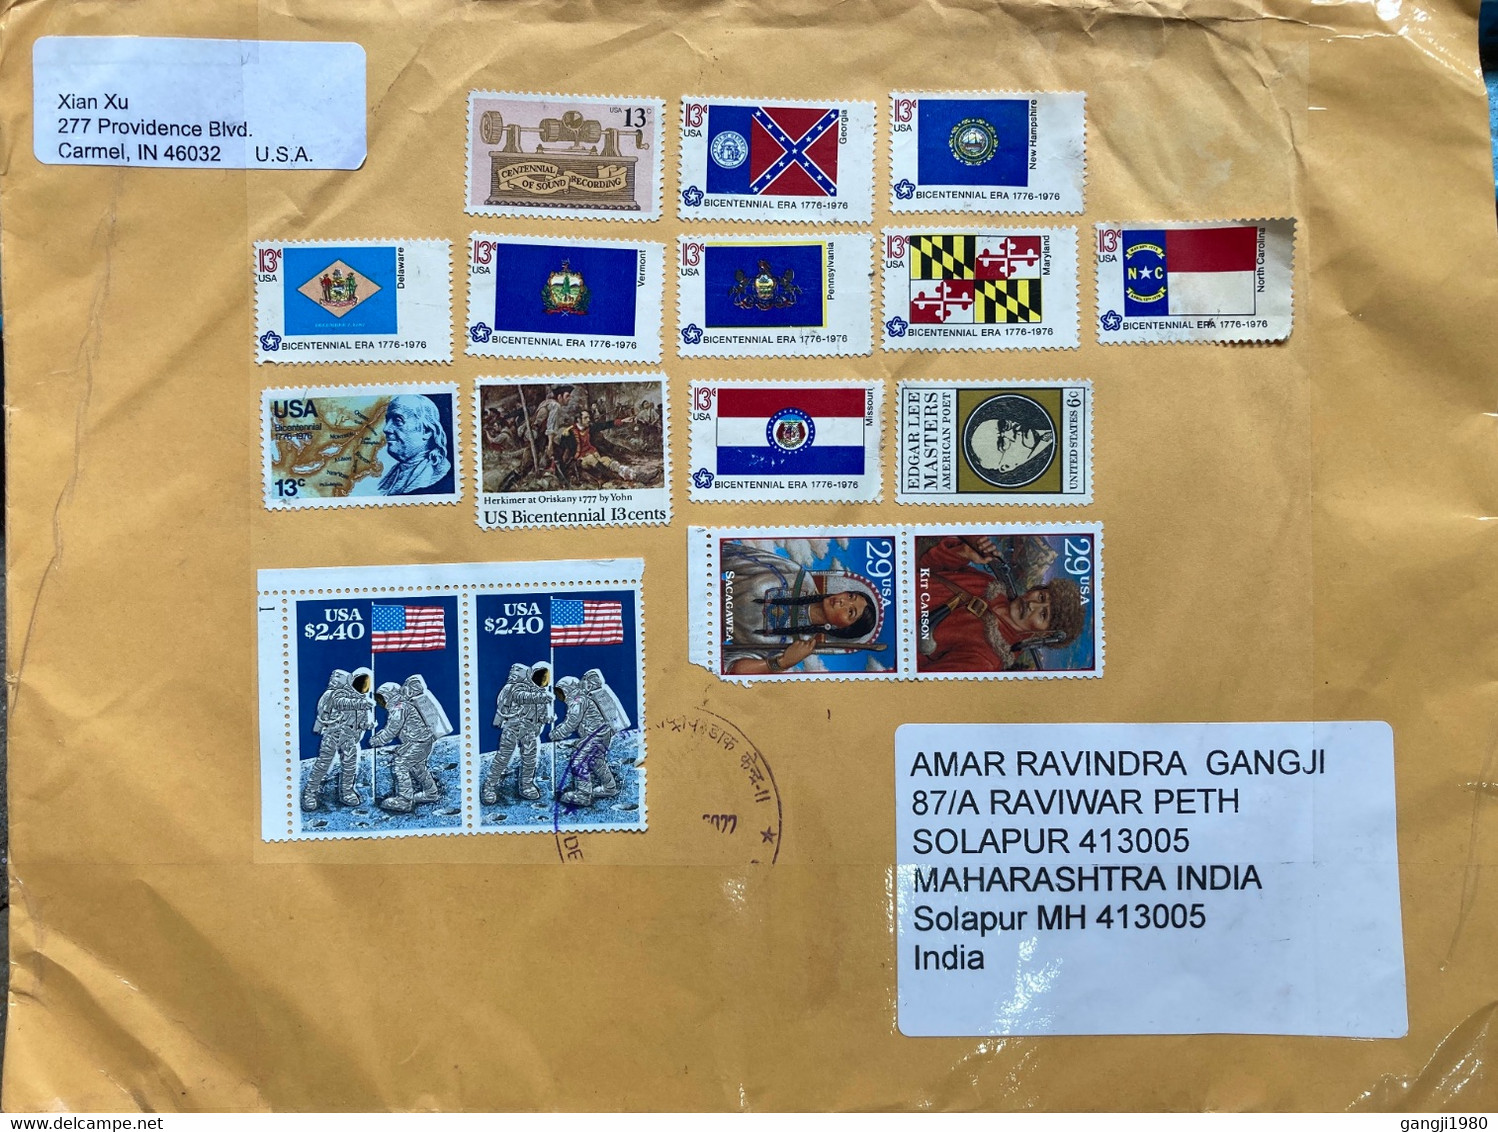 Xian Xu
277 Providence Blvd.
Carmel, IN 46032 U.S.A.
USA 13c
CENTENNIAL OF SOUND RECORDING
13c USA
Georgia
BICENTENNIAL ERA 1776-1976
13c USA
New Hampshire
BICENTENNIAL ERA 1776-1976
13c USA
Delaware
BICENTENNIAL ERA 1776-1976
13c USA
Vermont
BICENTENNIAL ERA 1776-1976
13c USA
Pennsylvania
BICENTENNIAL ERA 1776-1976
13c USA
Maryland
BICENTENNIAL ERA 1776-1976
13c USA
N C
North Carolina
BICENTENNIAL ERA 1776-1976
USA
Bicentennial
1776-1976
13c
Herkimer at Oriskany 1777 by Yohn
US Bicentennial 13cents
13c USA
Missouri
BICENTENNIAL ERA 1776-1976
EDGAR LEE
MASTERS
AMERICAN POET
UNITED STATES 6c
29 USA
SACAGAWEA
29 USA
KIT CARSON
1
USA
$2.40
USA
$2.40
डाक केन्द्र-II
AMAR RAVINDRA GANGJI
87/A RAVIWAR PETH
SOLAPUR 413005
MAHARASHTRA INDIA
Solapur MH 413005
India
gangji1980